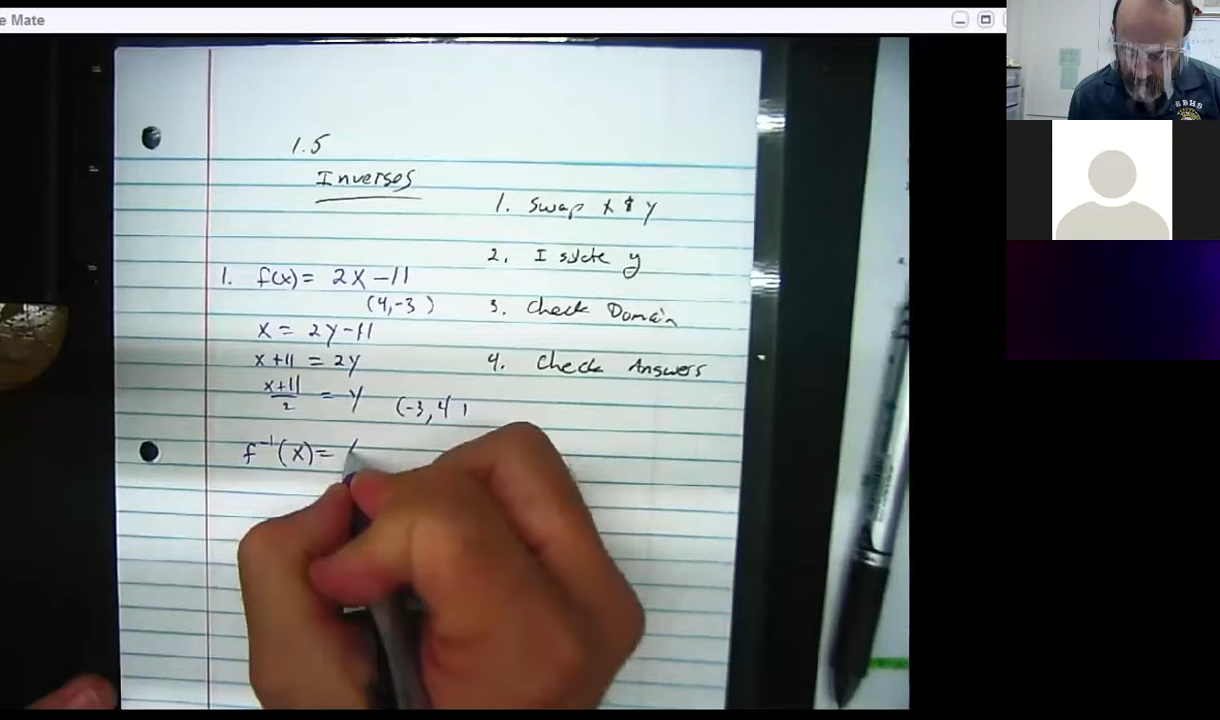 e Mate
1.5
Inverses
1. Swap x & y
2. Isolate y
1. f(x) = 2x -11
(4,-3)
3. Check Domain
x = 2y-11
x+11 = 2y
4. Check Answers
x+11/2 = y
(-3,4)
f⁻¹(x)=
RBHS